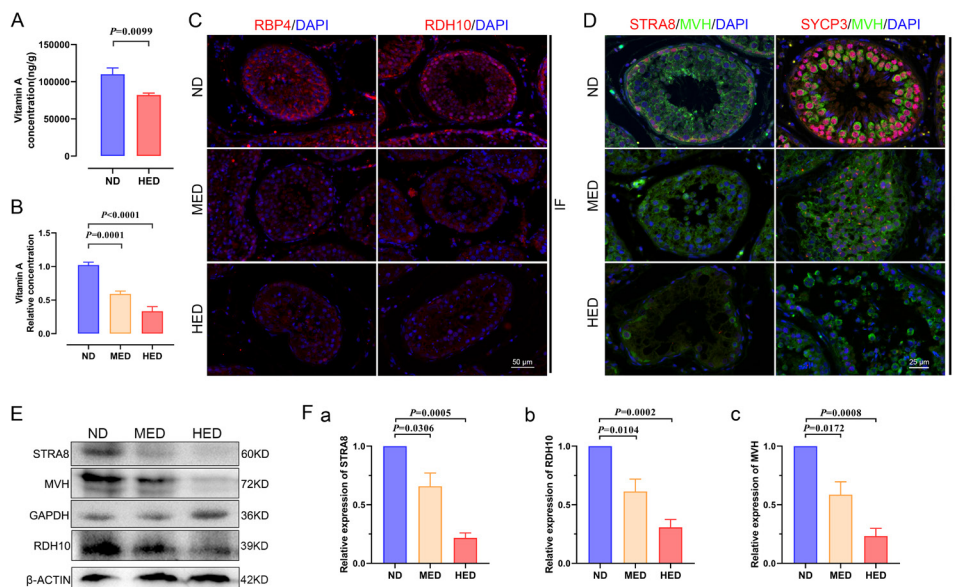 A
P=0.0099
Vitamin A
concentration(ng/g)
150000
100000
50000
0
ND
HED
B
P<0.0001
P=0.0001
Vitamin A
Relative concentration
1.5
1.0
0.5
0.0
ND
MED
HED
C
RBP4/DAPI
RDH10/DAPI
ND
MED
HED
50 μm
IF
D
STRA8/MVH/DAPI
SYCP3/MVH/DAPI
ND
MED
HED
25 μm
E
ND
MED
HED
STRA8
60KD
MVH
72KD
GAPDH
36KD
RDH10
39KD
β-ACTIN
42KD
F
a
P=0.0005
P=0.0306
Relative expression of STRA8
1.0
0.5
0.0
ND
MED
HED
b
P=0.0002
P=0.0104
Relative expression of RDH10
1.0
0.5
0.0
ND
MED
HED
c
P=0.0008
P=0.0172
Relative expression of MVH
1.0
0.5
0.0
ND
MED
HED